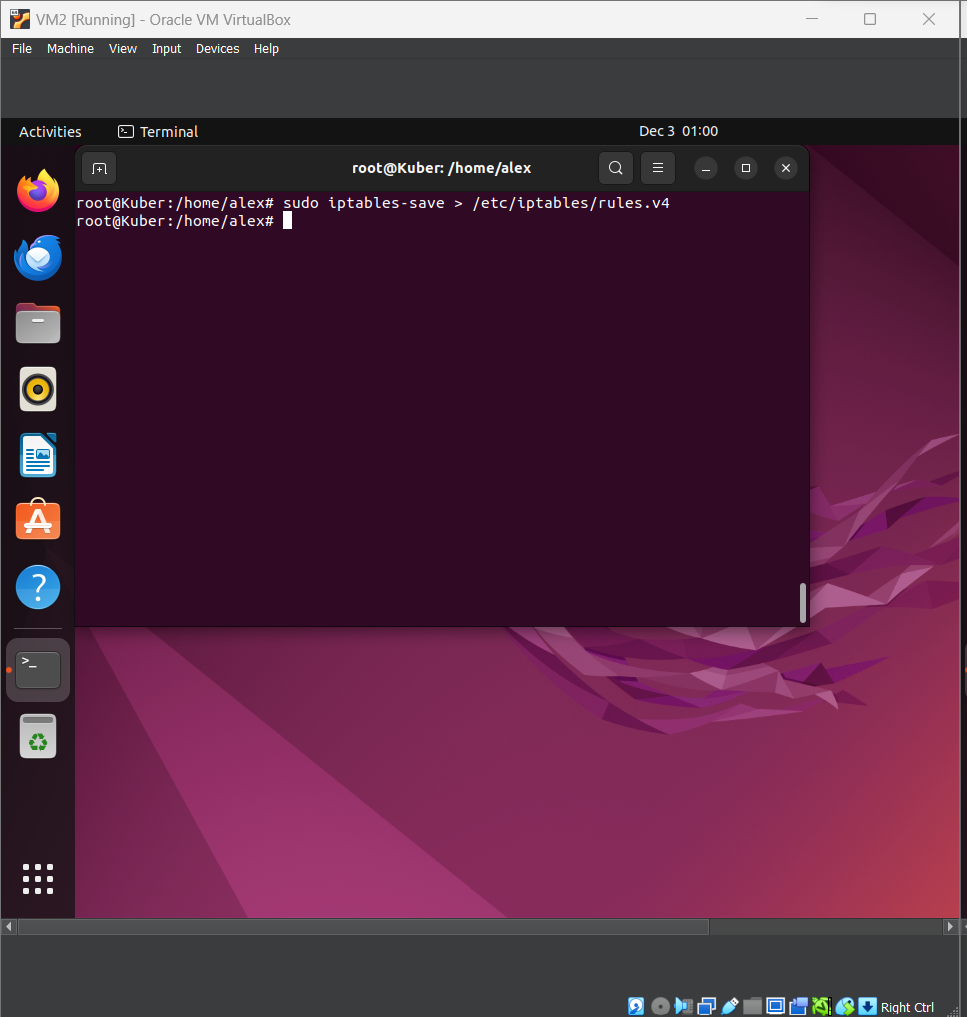 VM2 [Running] - Oracle VM VirtualBox
File Machine View Input Devices Help
Activities Terminal Dec 3 01:00
root@Kuber: /home/alex
root@Kuber:/home/alex# sudo iptables-save > /etc/iptables/rules.v4
root@Kuber:/home/alex#
Right Ctrl